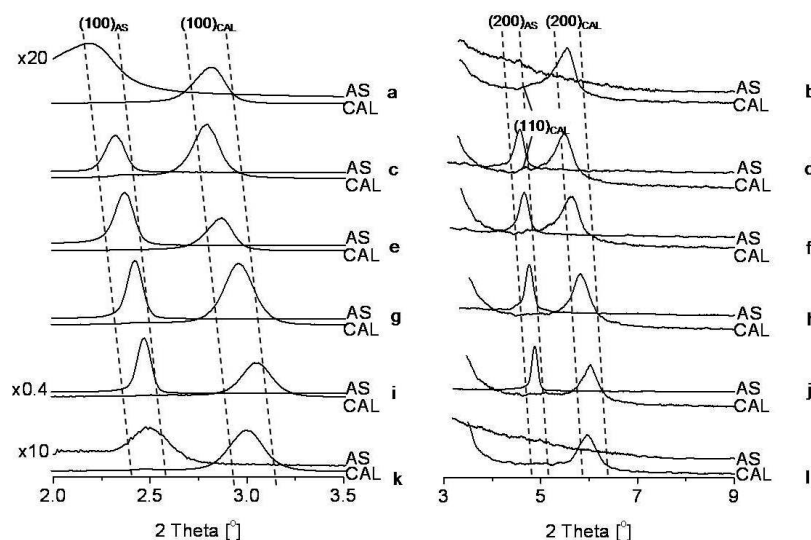 (100)AS (100)CAL (200)AS (200)CAL
x20
AS a
CAL
b AS
CAL
(110)CAL
AS c
CAL
AS d
CAL
AS e
CAL
AS f
CAL
AS g
CAL
AS h
CAL
x0.4 AS i
CAL
AS j
CAL
x10 AS
CAL k
AS
CAL l
2.0 2.5 3.0 3.5
3 5 7 9
2 Theta [°]
2 Theta [°]